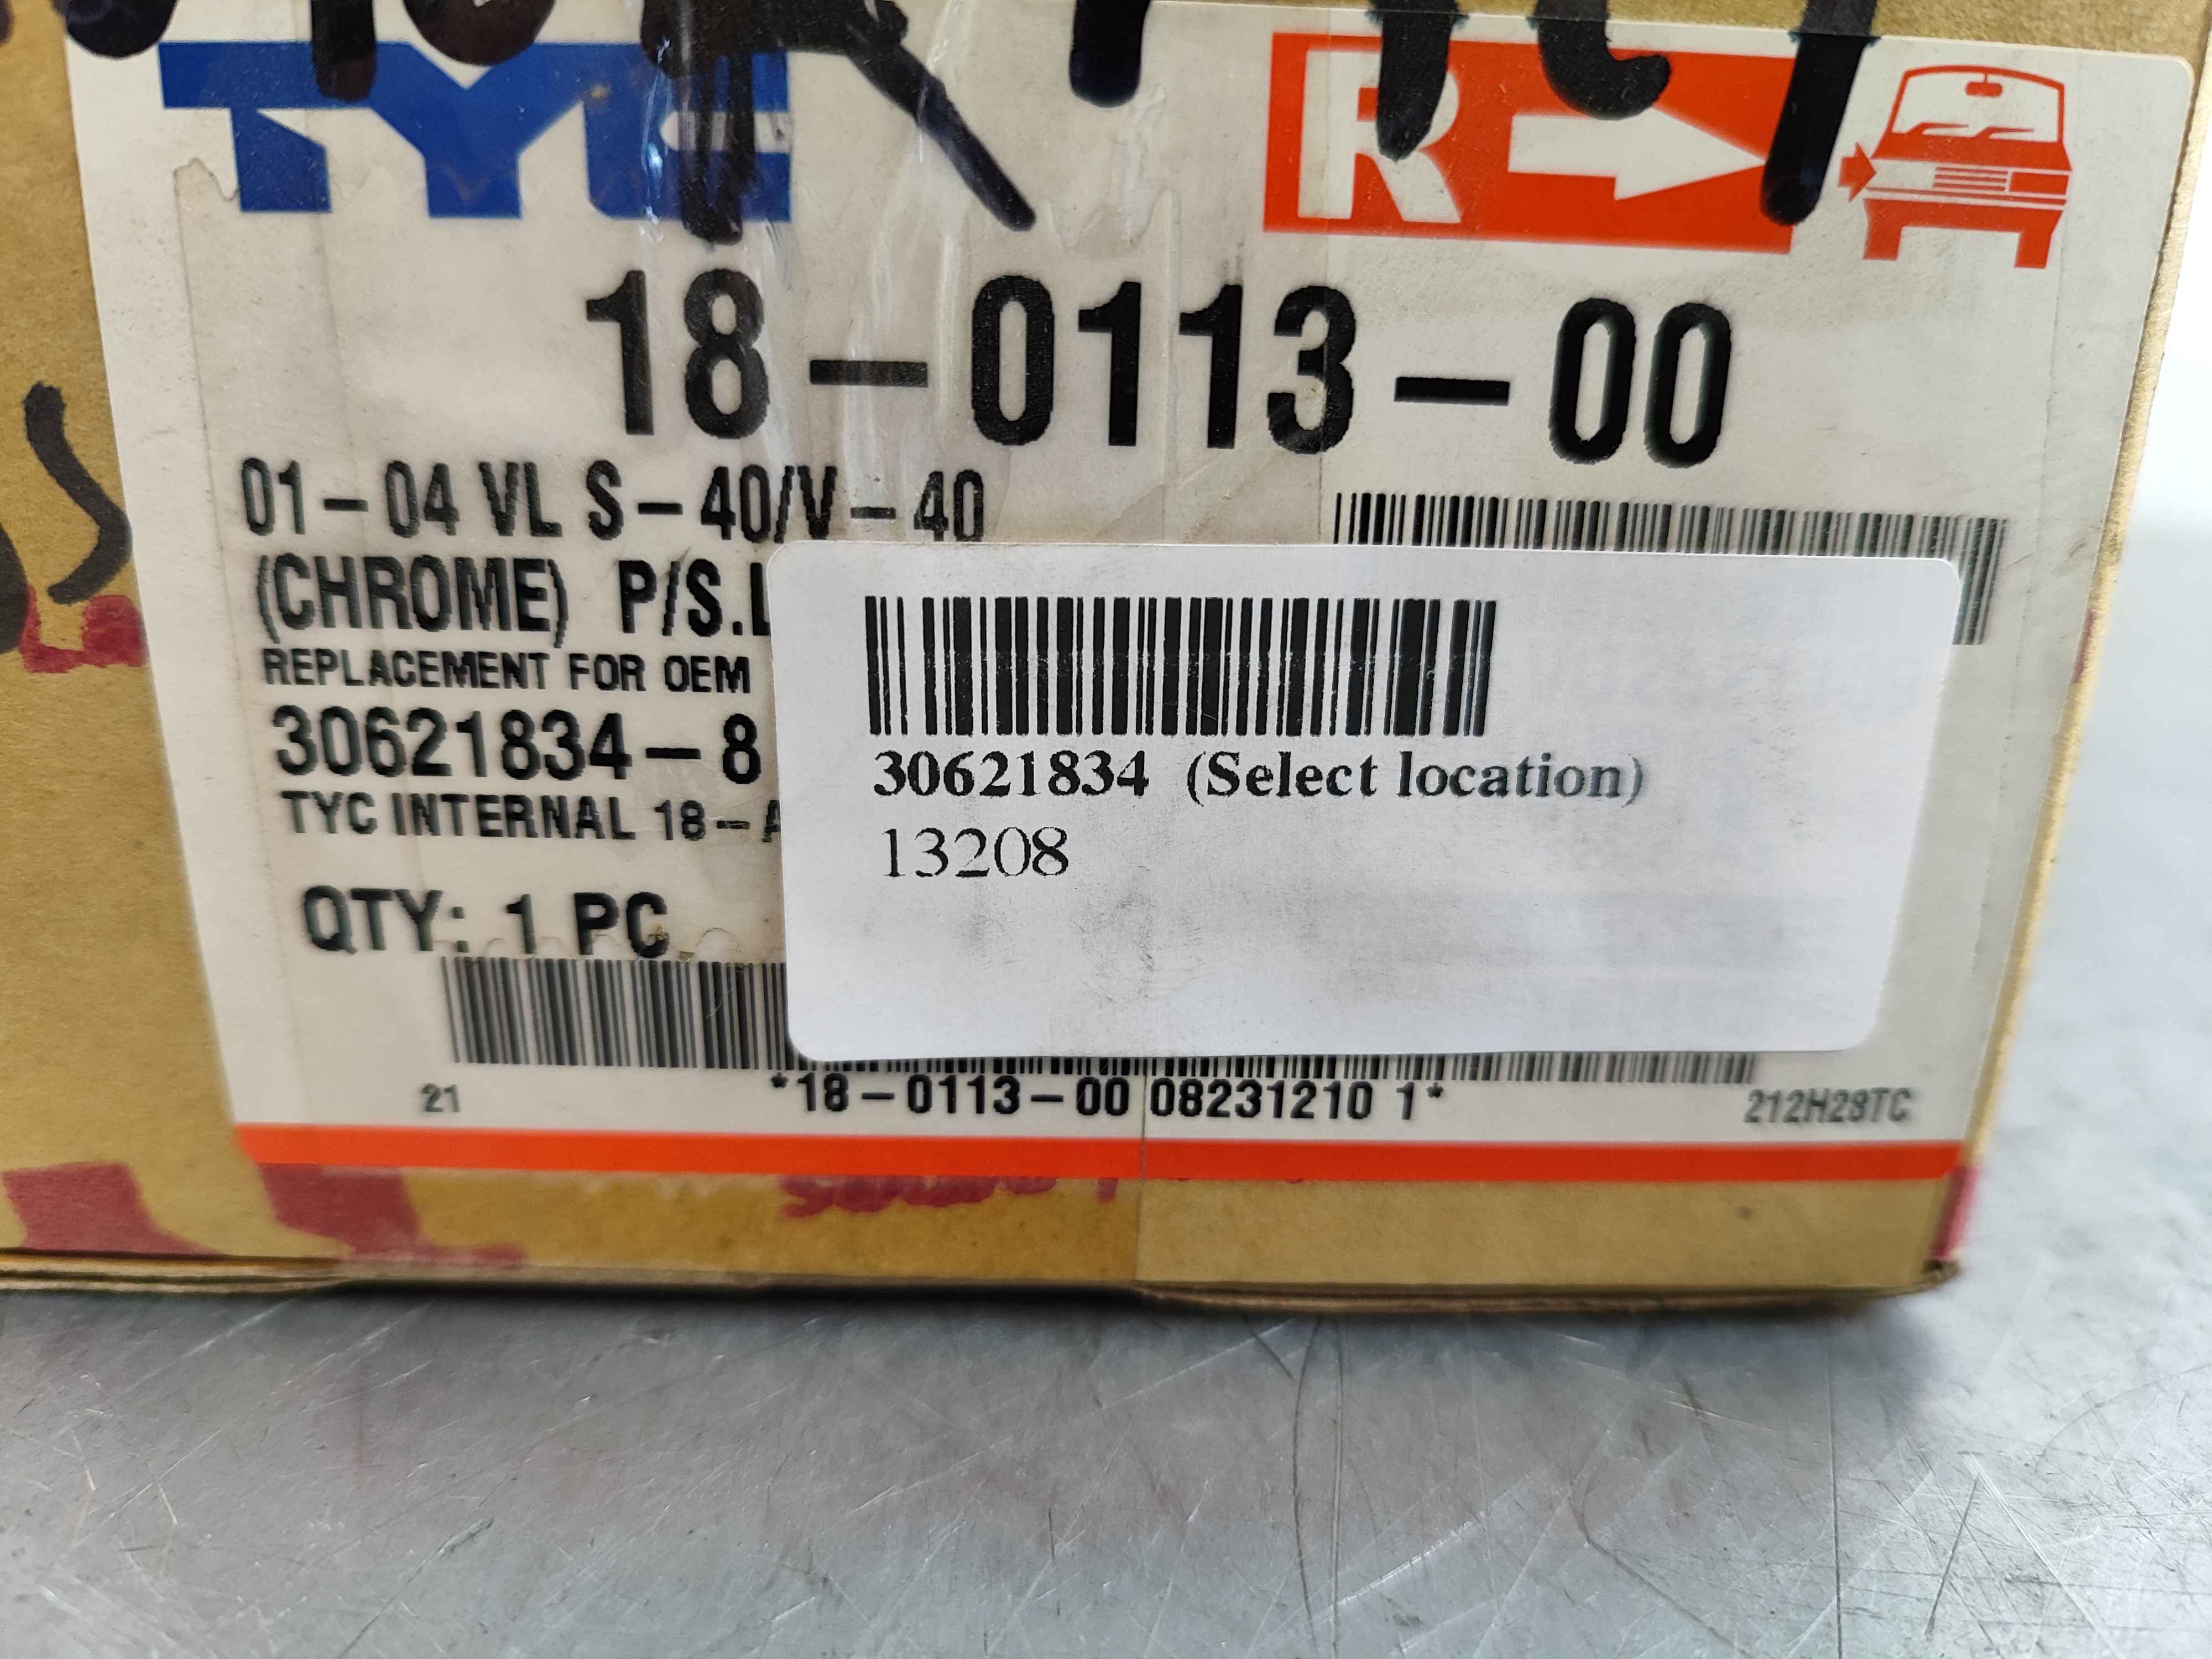 TYC
R
18-0113-00
01-04 VL S-40/V-40
(CHROME) P/S.L
REPLACEMENT FOR OEM
30621834-8
TYC INTERNAL 18-A
QTY: 1 PC
30621834 (Select location)
13208
21 *18-0113-00 08231210 1* 212H28TC